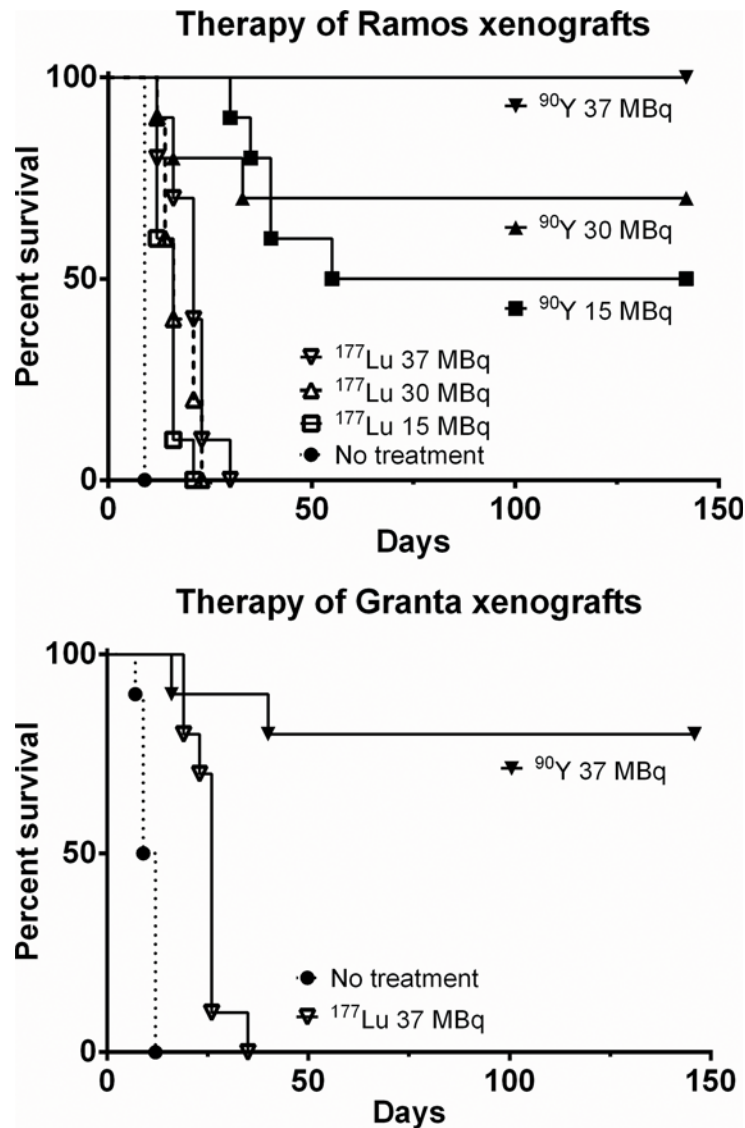 Therapy of Ramos xenografts
100
50
0
Percent survival
⁹⁰Y 37 MBq
⁹⁰Y 30 MBq
⁹⁰Y 15 MBq
¹⁷⁷Lu 37 MBq
¹⁷⁷Lu 30 MBq
¹⁷⁷Lu 15 MBq
No treatment
0 50 100 150
Days
Therapy of Granta xenografts
100
50
0
Percent survival
⁹⁰Y 37 MBq
No treatment
¹⁷⁷Lu 37 MBq
0 50 100 150
Days